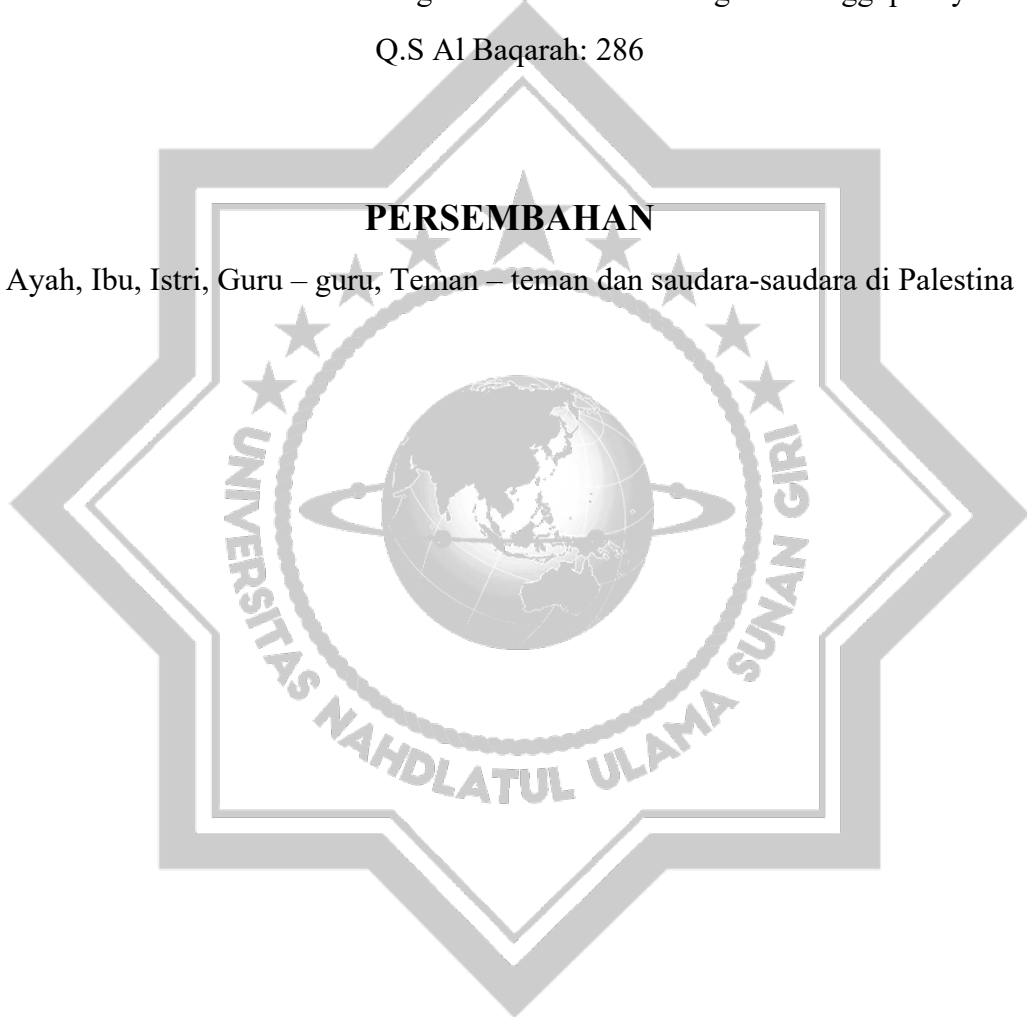 Q.S Al Baqarah: 286
PERSEMBAHAN
Ayah, Ibu, Istri, Guru – guru, Teman – teman dan saudara-saudara di Palestina
UNIVERSITAS NAHDLATUL ULAMA SUNAN GIRI